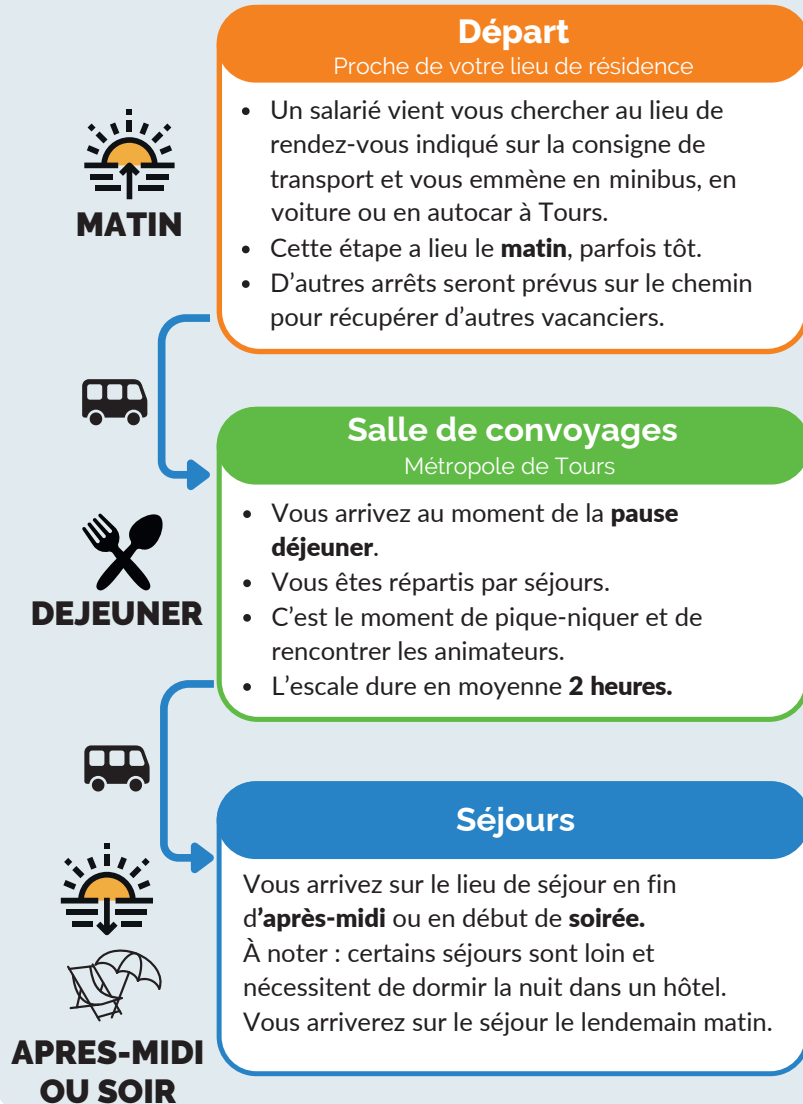 Départ
Proche de votre lieu de résidence
MATIN
• Un salarié vient vous chercher au lieu de
rendez-vous indiqué sur la consigne de
transport et vous emmène en minibus, en
voiture ou en autocar à Tours.
• Cette étape a lieu le matin, parfois tôt.
• D’autres arrêts seront prévus sur le chemin
pour récupérer d’autres vacanciers.
Salle de convoyages
Métropole de Tours
DEJEUNER
• Vous arrivez au moment de la pause
déjeuner.
• Vous êtes répartis par séjours.
• C’est le moment de pique-niquer et de
rencontrer les animateurs.
• L’escale dure en moyenne 2 heures.
Séjours
APRES-MIDI
OU SOIR
Vous arrivez sur le lieu de séjour en fin
d’après-midi ou en début de soirée.
À noter : certains séjours sont loin et
nécessitent de dormir la nuit dans un hôtel.
Vous arriverez sur le séjour le lendemain matin.